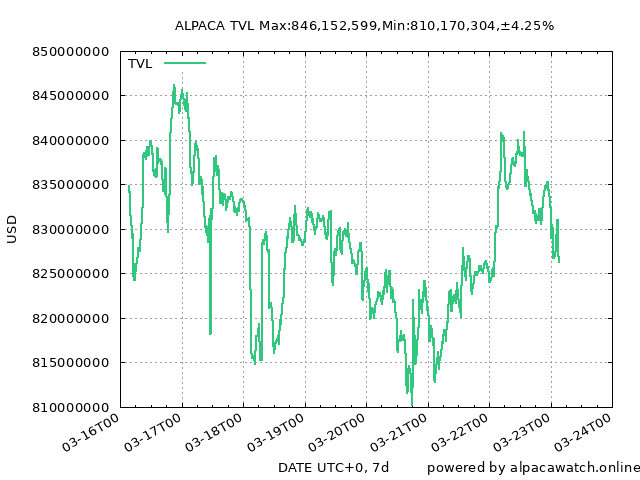 ALPACA TVL Max:846,152,599,Min:810,170,304,±4.25%
850000000
TVL
845000000
840000000
835000000
830000000
USD
825000000
820000000
815000000
810000000
03-16T00 03-17T00 03-18T00 03-19T00 03-20T00 03-21T00 03-22T00 03-23T00 03-24T00
DATE UTC+0, 7d powered by alpacawatch.online